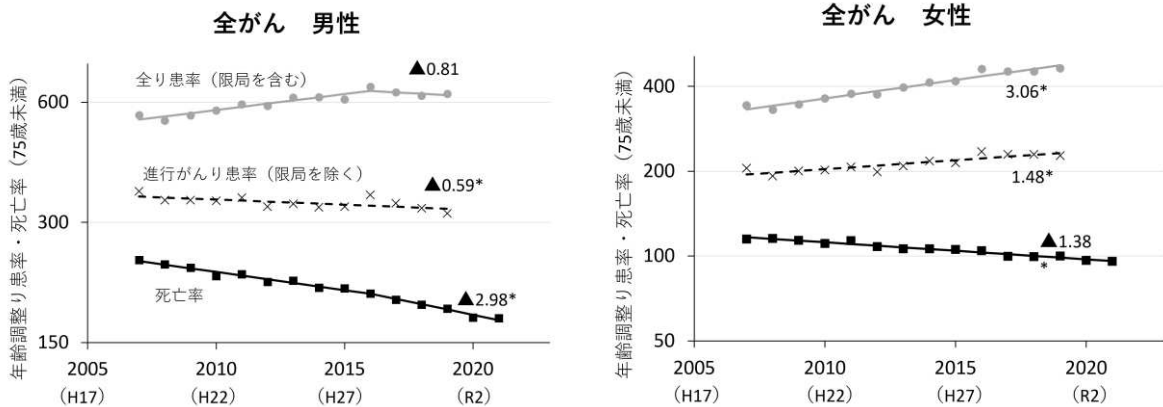 全がん 男性
年齢調整り患率・死亡率（75歳未満）
600
300
150
全り患率（限局を含む）
▲0.81
進行がんり患率（限局を除く）
▲0.59*
死亡率
▲2.98*
2005 2010 2015 2020
（H17） （H22） （H27） （R2）
全がん 女性
年齢調整り患率・死亡率（75歳未満）
400
200
100
50
3.06*
1.48*
▲1.38
*
2005 2010 2015 2020
（H17） （H22） （H27） （R2）